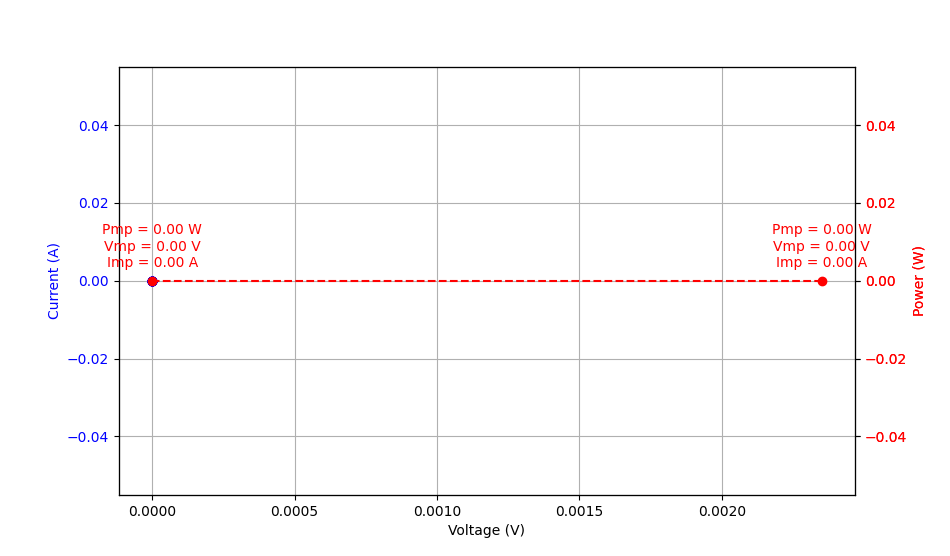 Pmp = 0.00 W
Vmp = 0.00 V
Imp = 0.00 A
Pmp = 0.00 W
Vmp = 0.00 V
Imp = 0.00 A
Current (A)
0.04
0.02
0.00
−0.02
−0.04
0.04
0.02
0.00
−0.02
−0.04
Power (W)
0.0000
0.0005
0.0010
0.0015
0.0020
Voltage (V)